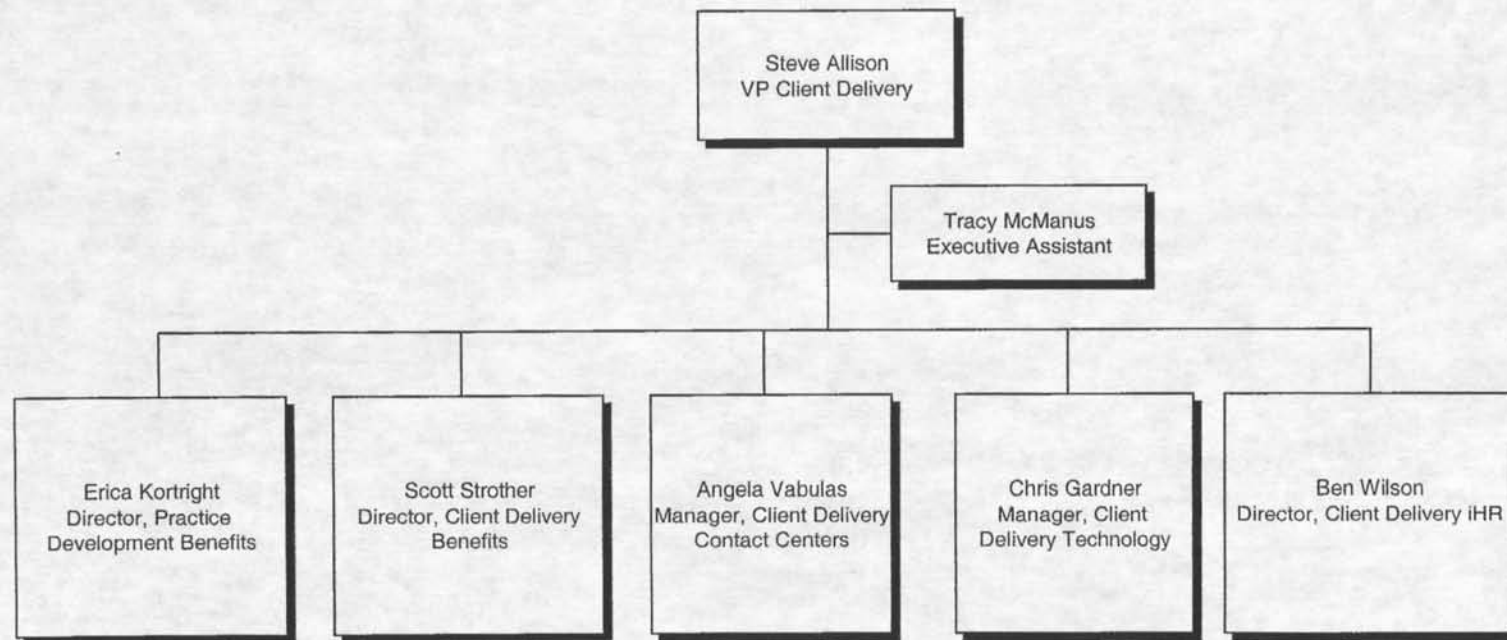 Steve Allison
VP Client Delivery
Tracy McManus
Executive Assistant
Erica Kortright
Director, Practice
Development Benefits
Scott Strother
Director, Client Delivery
Benefits
Angela Vabulas
Manager, Client Delivery
Contact Centers
Chris Gardner
Manager, Client
Delivery Technology
Ben Wilson
Director, Client Delivery iHR